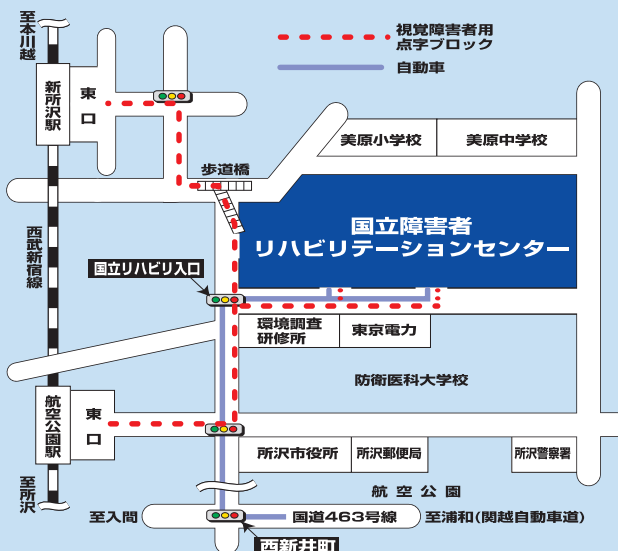 至本川越
視覚障害者用
点字ブロック
自動車
新所沢駅
東口
美原小学校
美原中学校
歩道橋
国立障害者
リハビリテーションセンター
西武新宿線
国立リハビリ入口
環境調査
研修所
東京電力
防衛医科大学校
航空公園駅
東口
所沢市役所
所沢郵便局
所沢警察署
至所沢
航空公園
至入間
国道463号線
至浦和(関越自動車道)
西新井町